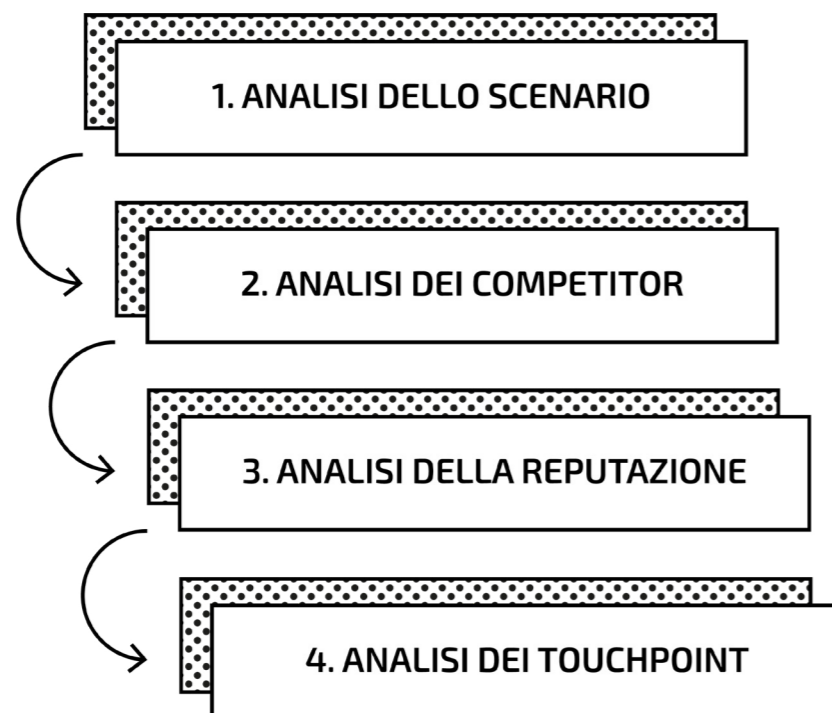 1. ANALISI DELLO SCENARIO
2. ANALISI DEI COMPETITOR
3. ANALISI DELLA REPUTAZIONE
4. ANALISI DEI TOUCHPOINT